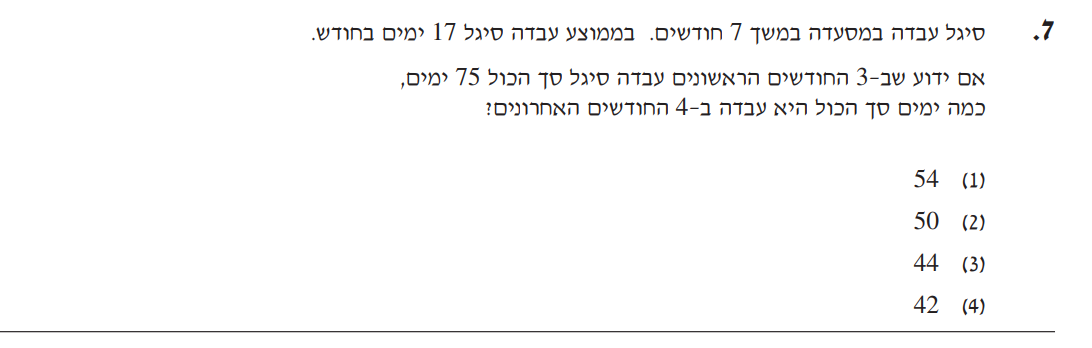 7. סיגל עבדה במסעדה במשך 7 חודשים. בממוצע עבדה סיגל 17 ימים בחודש.
אם ידוע שב-3 החודשים הראשונים עבדה סיגל סך הכול 75 ימים,
כמה ימים סך הכול היא עבדה ב-4 החודשים האחרונים?
(1) 54
(2) 50
(3) 44
(4) 42